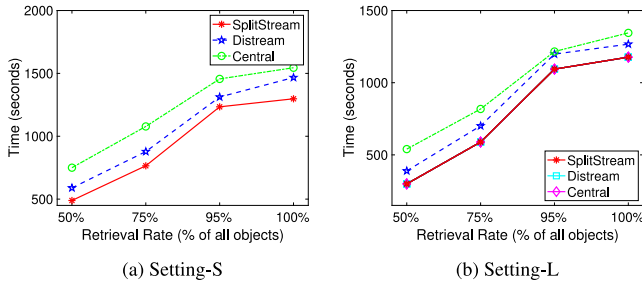 2000
1500
1000
500
Time (seconds)
SplitStream
Distream
Central
50% 75% 95% 100%
Retrieval Rate (% of all objects)
(a) Setting-S
1500
1000
500
Time (seconds)
SplitStream
Distream
Central
50% 75% 95% 100%
Retrieval Rate (% of all objects)
(b) Setting-L